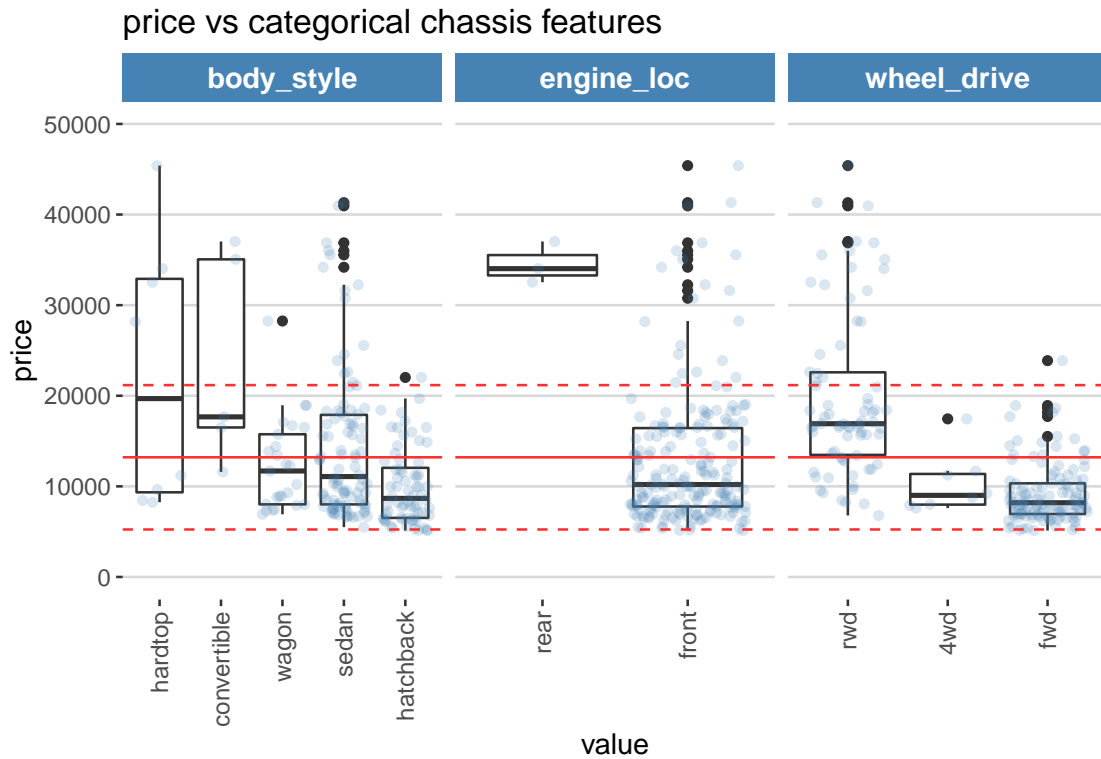 price vs categorical chassis features
body_style engine_loc wheel_drive
price
50000
40000
30000
20000
10000
0
hardtop
convertible
wagon
sedan
hatchback
rear
front
rwd
4wd
fwd
value